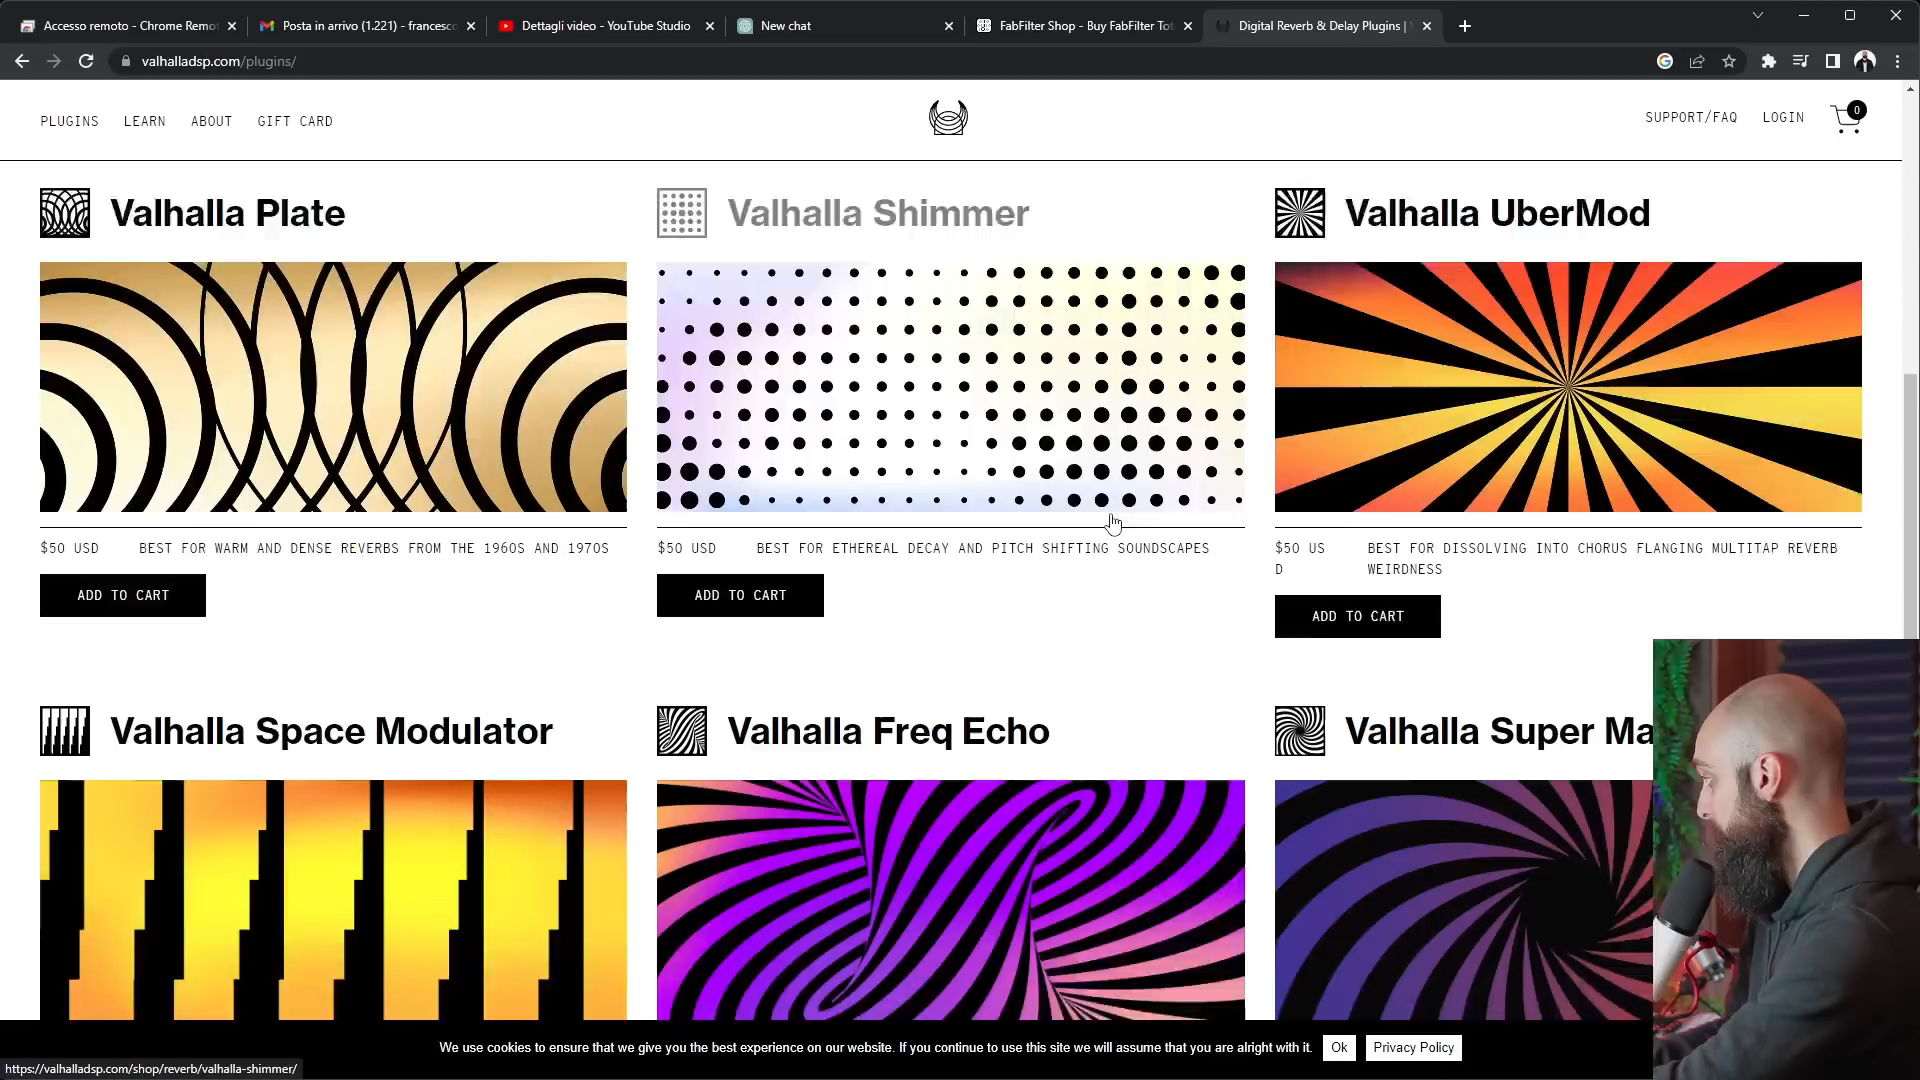 Accesso remoto - Chrome Remot
Posta in arrivo (1.221) - francesco
Dettagli video - YouTube Studio
New chat
FabFilter Shop - Buy FabFilter Tot
Digital Reverb & Delay Plugins |
valhalladsp.com/plugins/
PLUGINS
LEARN
ABOUT
GIFT CARD
SUPPORT/FAQ
LOGIN
0
Valhalla Plate
Valhalla Shimmer
Valhalla UberMod
$50 USD
BEST FOR WARM AND DENSE REVERBS FROM THE 1960S AND 1970S
ADD TO CART
$50 USD
BEST FOR ETHEREAL DECAY AND PITCH SHIFTING SOUNDSCAPES
ADD TO CART
$50 US
D
BEST FOR DISSOLVING INTO CHORUS FLANGING MULTITAP REVERB
WEIRDNESS
ADD TO CART
Valhalla Space Modulator
Valhalla Freq Echo
Valhalla Super Ma
We use cookies to ensure that we give you the best experience on our website. If you continue to use this site we will assume that you are alright with it.
Ok
Privacy Policy
https://valhalladsp.com/shop/reverb/valhalla-shimmer/